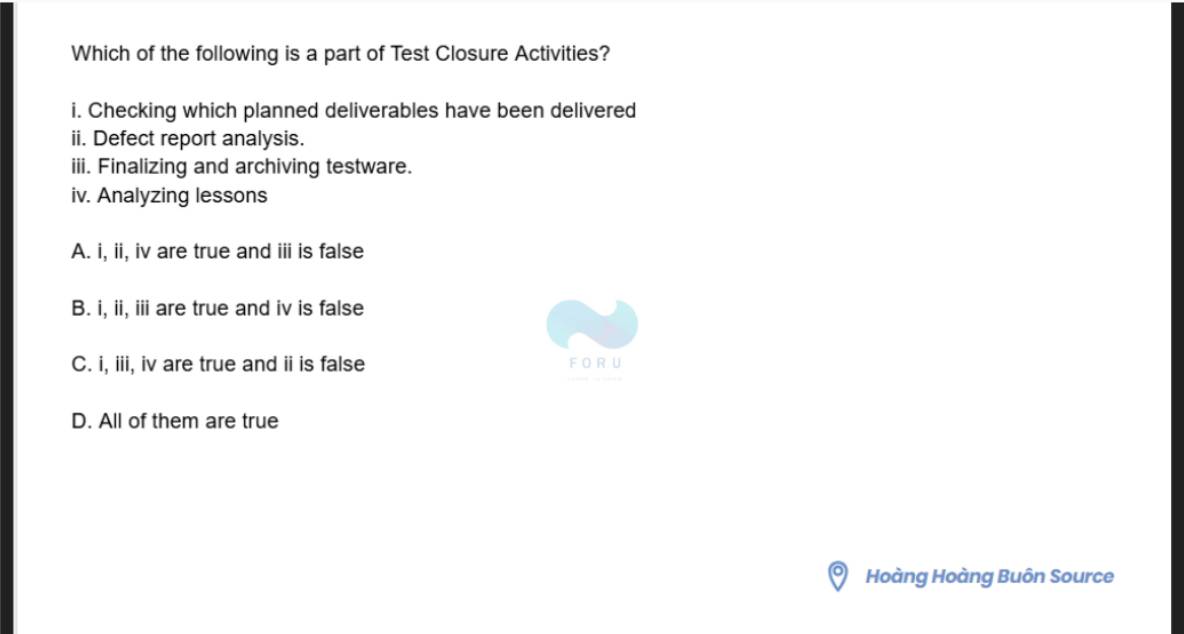 Which of the following is a part of Test Closure Activities?
i. Checking which planned deliverables have been delivered
ii. Defect report analysis.
iii. Finalizing and archiving testware.
iv. Analyzing lessons
A. i, ii, iv are true and iii is false
B. i, ii, iii are true and iv is false
C. i, iii, iv are true and ii is false
D. All of them are true
FORU
Hoàng Hoàng Buôn Source